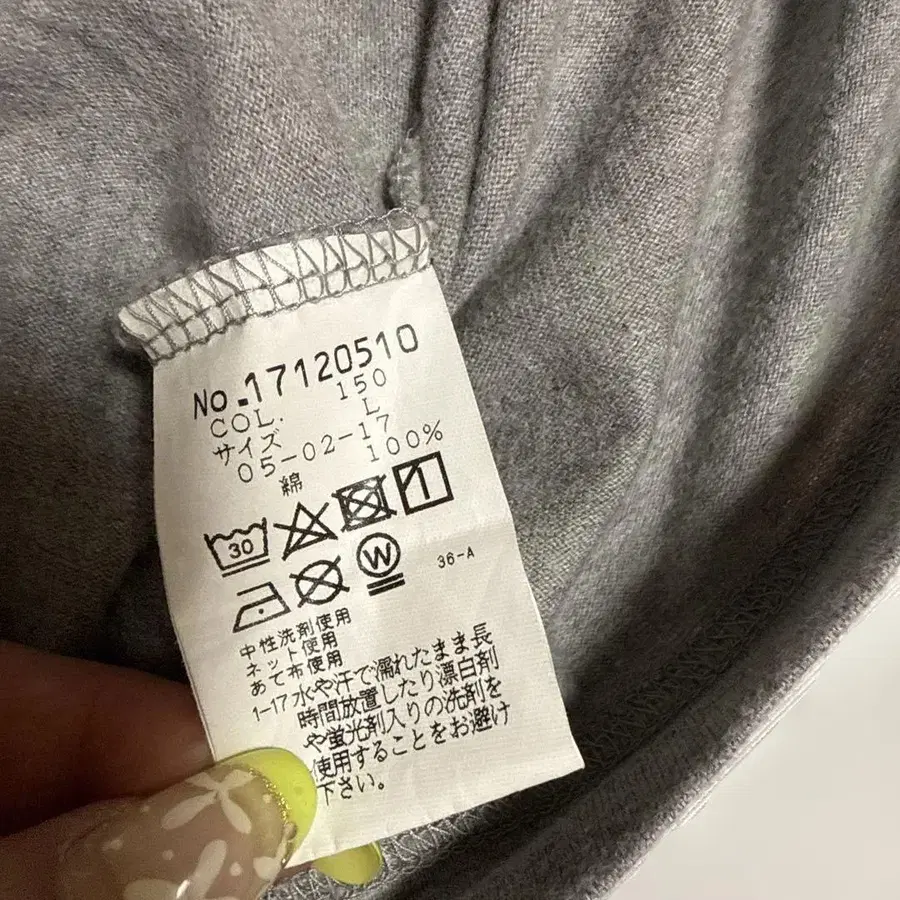 No.17120510
COL. 150
サイズ L
05-02-17
綿 100%
30
W
36-A
中性洗剤使用
ネット使用
あて布使用
1-17 水や汗で濡れたまま長
時間放置したり漂白剤
や蛍光剤入りの洗剤を
使用することをお避け
下さい。